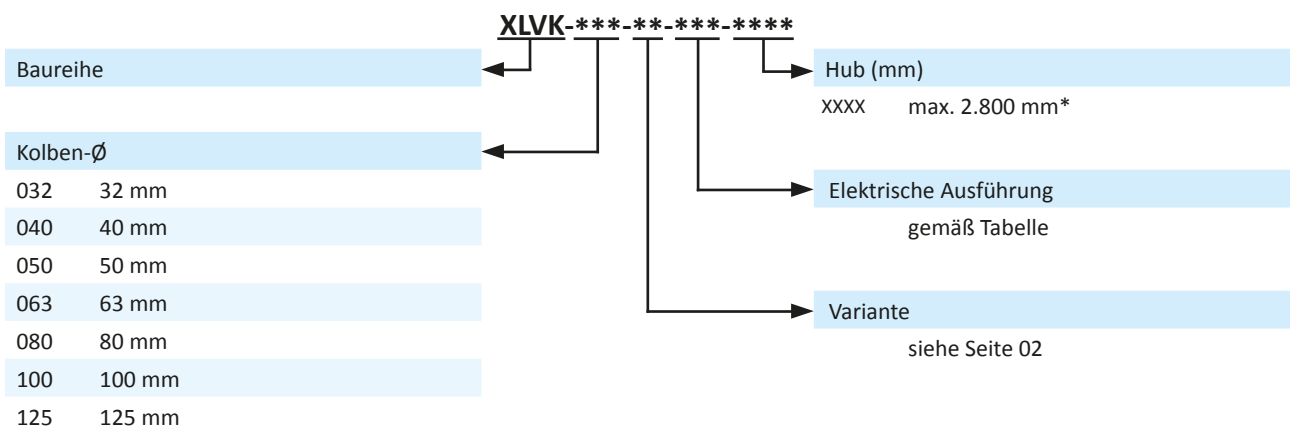 XLVK-***-**-***-****
Baureihe
Kolben-Ø
032 32 mm
040 40 mm
050 50 mm
063 63 mm
080 80 mm
100 100 mm
125 125 mm
Hub (mm)
XXXX max. 2.800 mm*
Elektrische Ausführung
gemäß Tabelle
Variante
siehe Seite 02